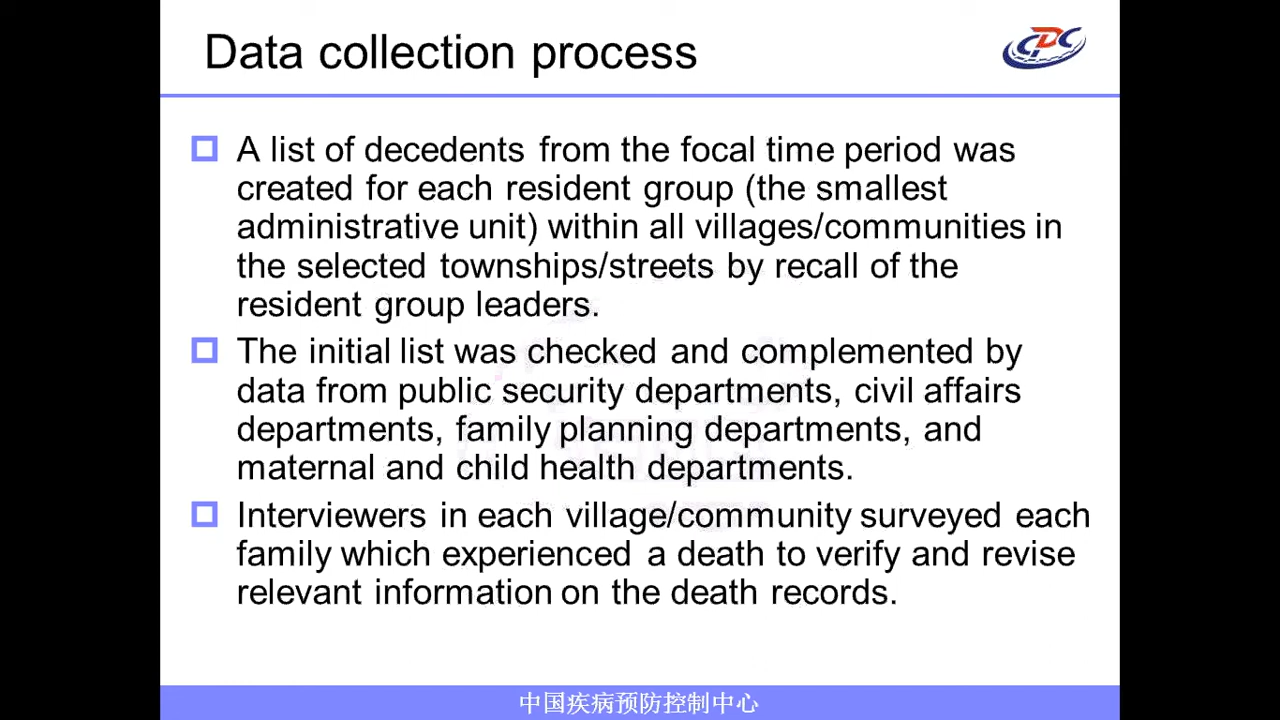 Data collection process
CDC
A list of decedents from the focal time period was
created for each resident group (the smallest
administrative unit) within all villages/communities in
the selected townships/streets by recall of the
resident group leaders.
The initial list was checked and complemented by
data from public security departments, civil affairs
departments, family planning departments, and
maternal and child health departments.
Interviewers in each village/community surveyed each
family which experienced a death to verify and revise
relevant information on the death records.
中国疾病预防控制中心